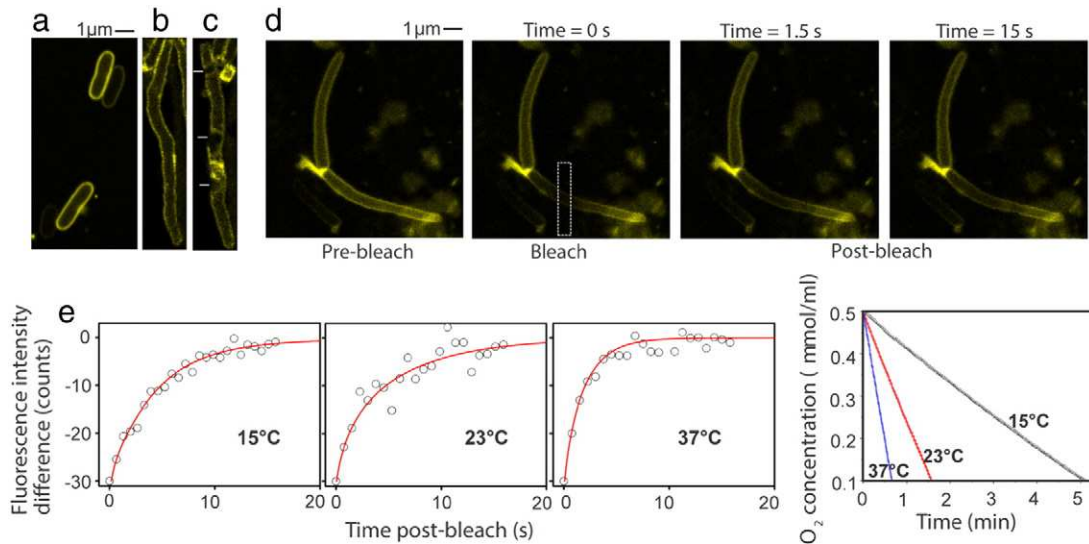 a
1μm
b
c
d
1μm
Time = 0 s
Time = 1.5 s
Time = 15 s
Pre-bleach
Bleach
Post-bleach
e
Fluorescence intensity
difference (counts)
0
-10
-20
-30
15°C
23°C
37°C
0
10
20
0
10
20
0
10
20
Time post-bleach (s)
O2 concentration ( mmol/ml)
0.5
0.4
0.3
0.2
0.1
15°C
23°C
37°C
0
1
2
3
4
5
Time (min)